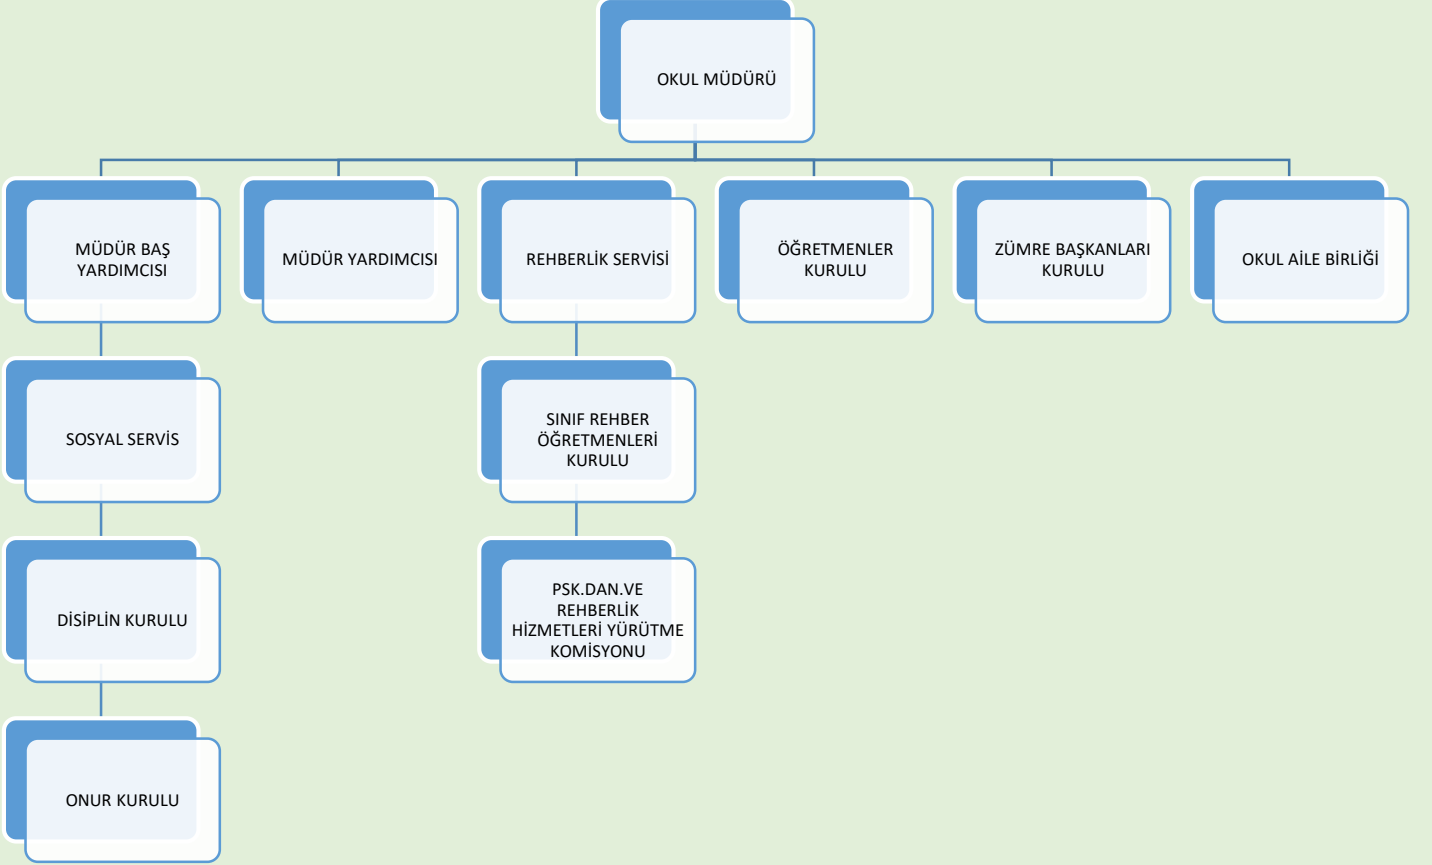 OKUL MÜDÜRÜ
MÜDÜR BAŞ
YARDIMCISI
MÜDÜR YARDIMCISI
REHBERLİK SERVİSİ
ÖĞRETMENLER
KURULU
ZÜMRE BAŞKANLARI
KURULU
OKUL AİLE BİRLİĞİ
SOSYAL SERVİS
SINIF REHBER
ÖĞRETMENLERİ
KURULU
DİSİPLİN KURULU
PSK.DAN.VE
REHBERLİK
HİZMETLERİ YÜRÜTME
KOMİSYONU
ONUR KURULU